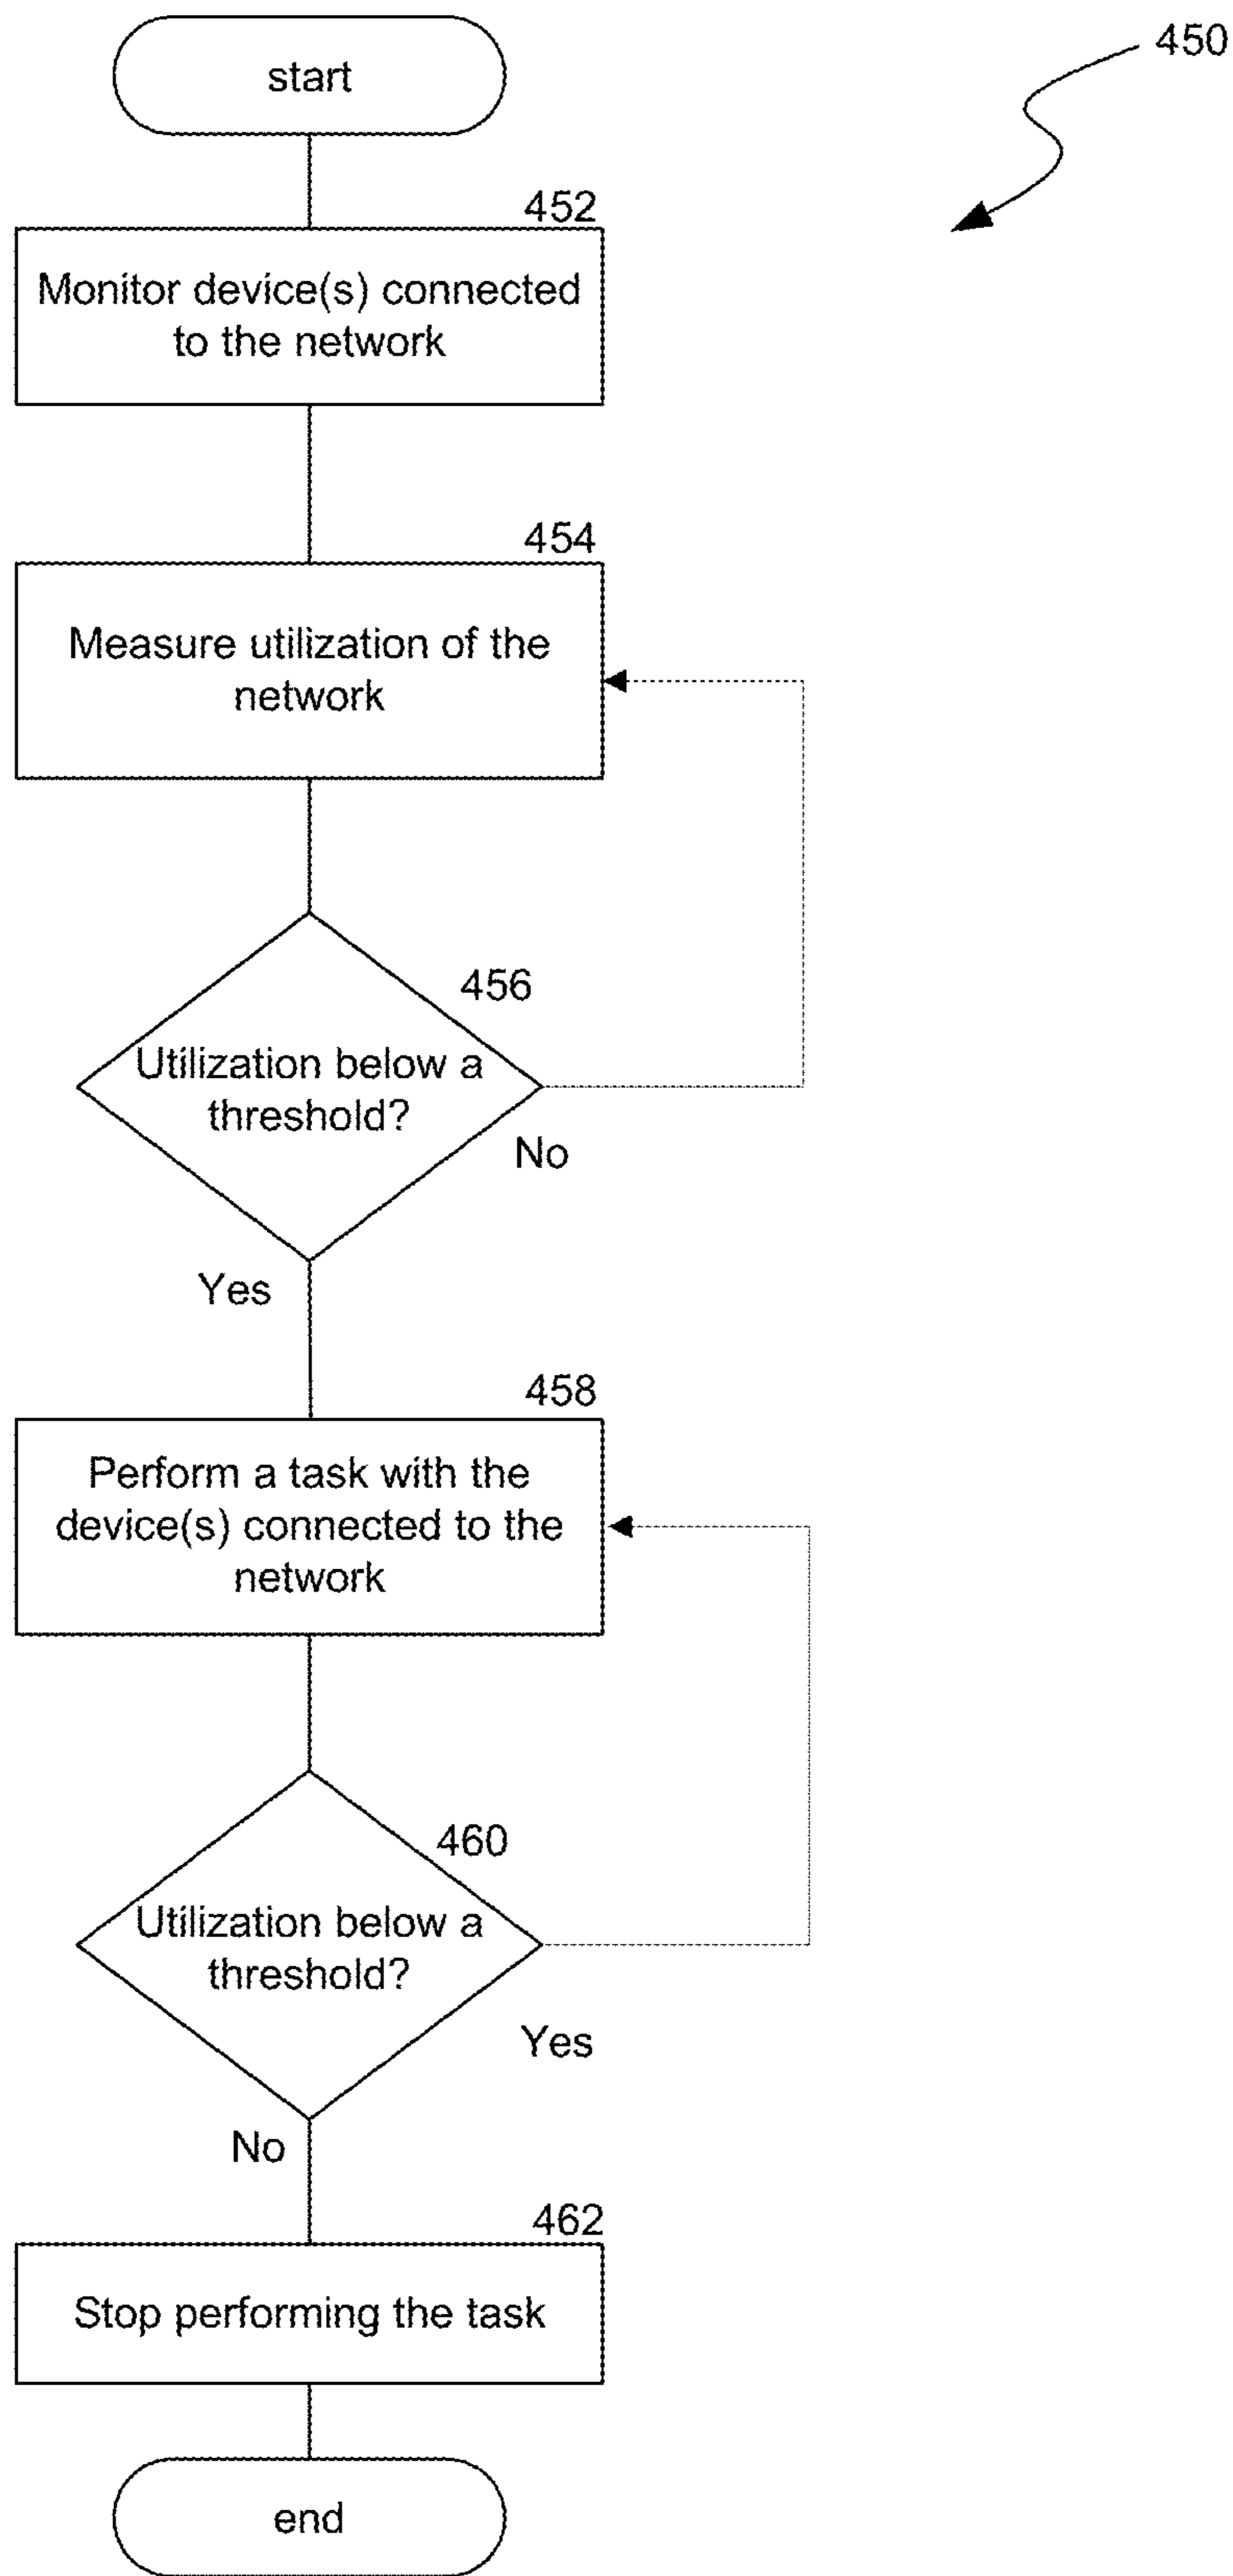 start
450
452
Monitor device(s) connected
to the network
454
Measure utilization of the
network
456
Utilization below a
threshold?
No
Yes
458
Perform a task with the
device(s) connected to the
network
460
Utilization below a
threshold?
Yes
No
462
Stop performing the task
end